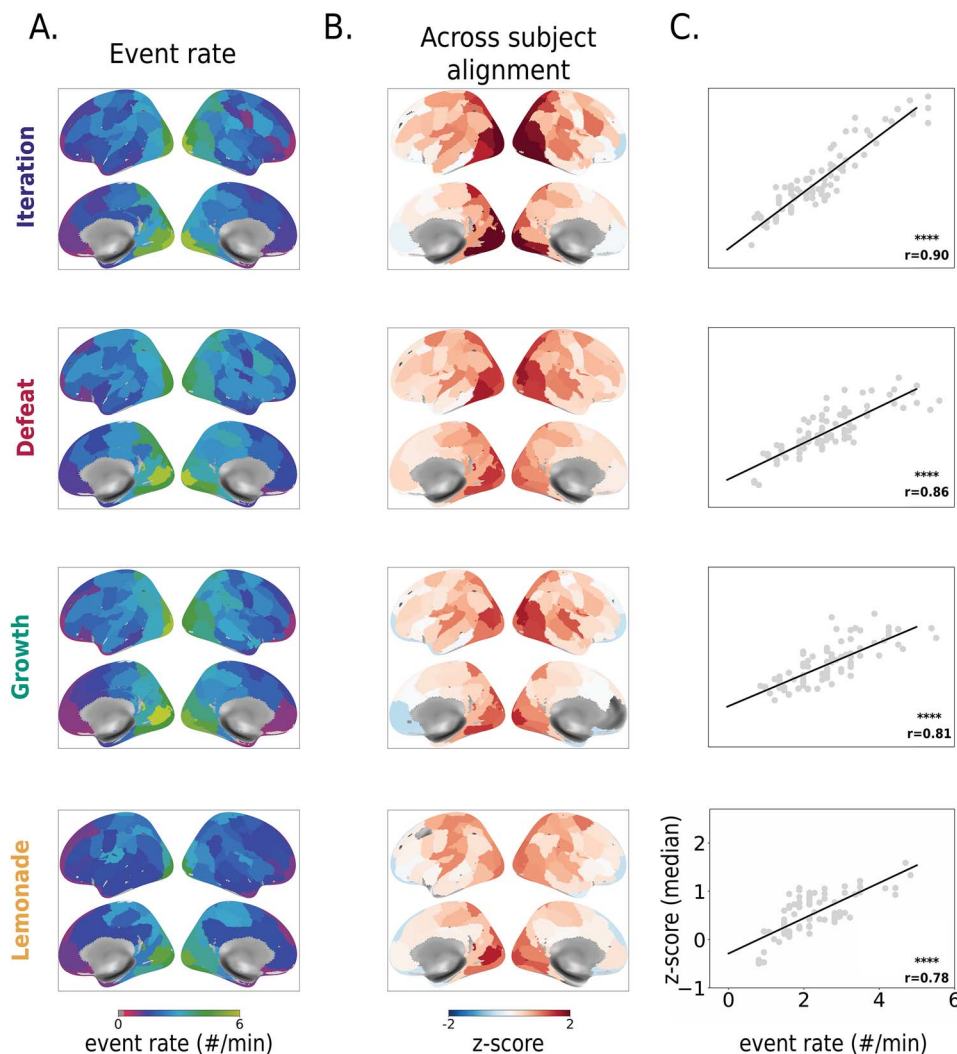 A.
Event rate
B.
Across subject
alignment
C.
Iteration
****
r=0.90
Defeat
****
r=0.86
Growth
****
r=0.81
Lemonade
z-score (median)
2
1
0
−1
****
r=0.78
0
2
4
6
event rate (#/min)
0
6
event rate (#/min)
-2
2
z-score